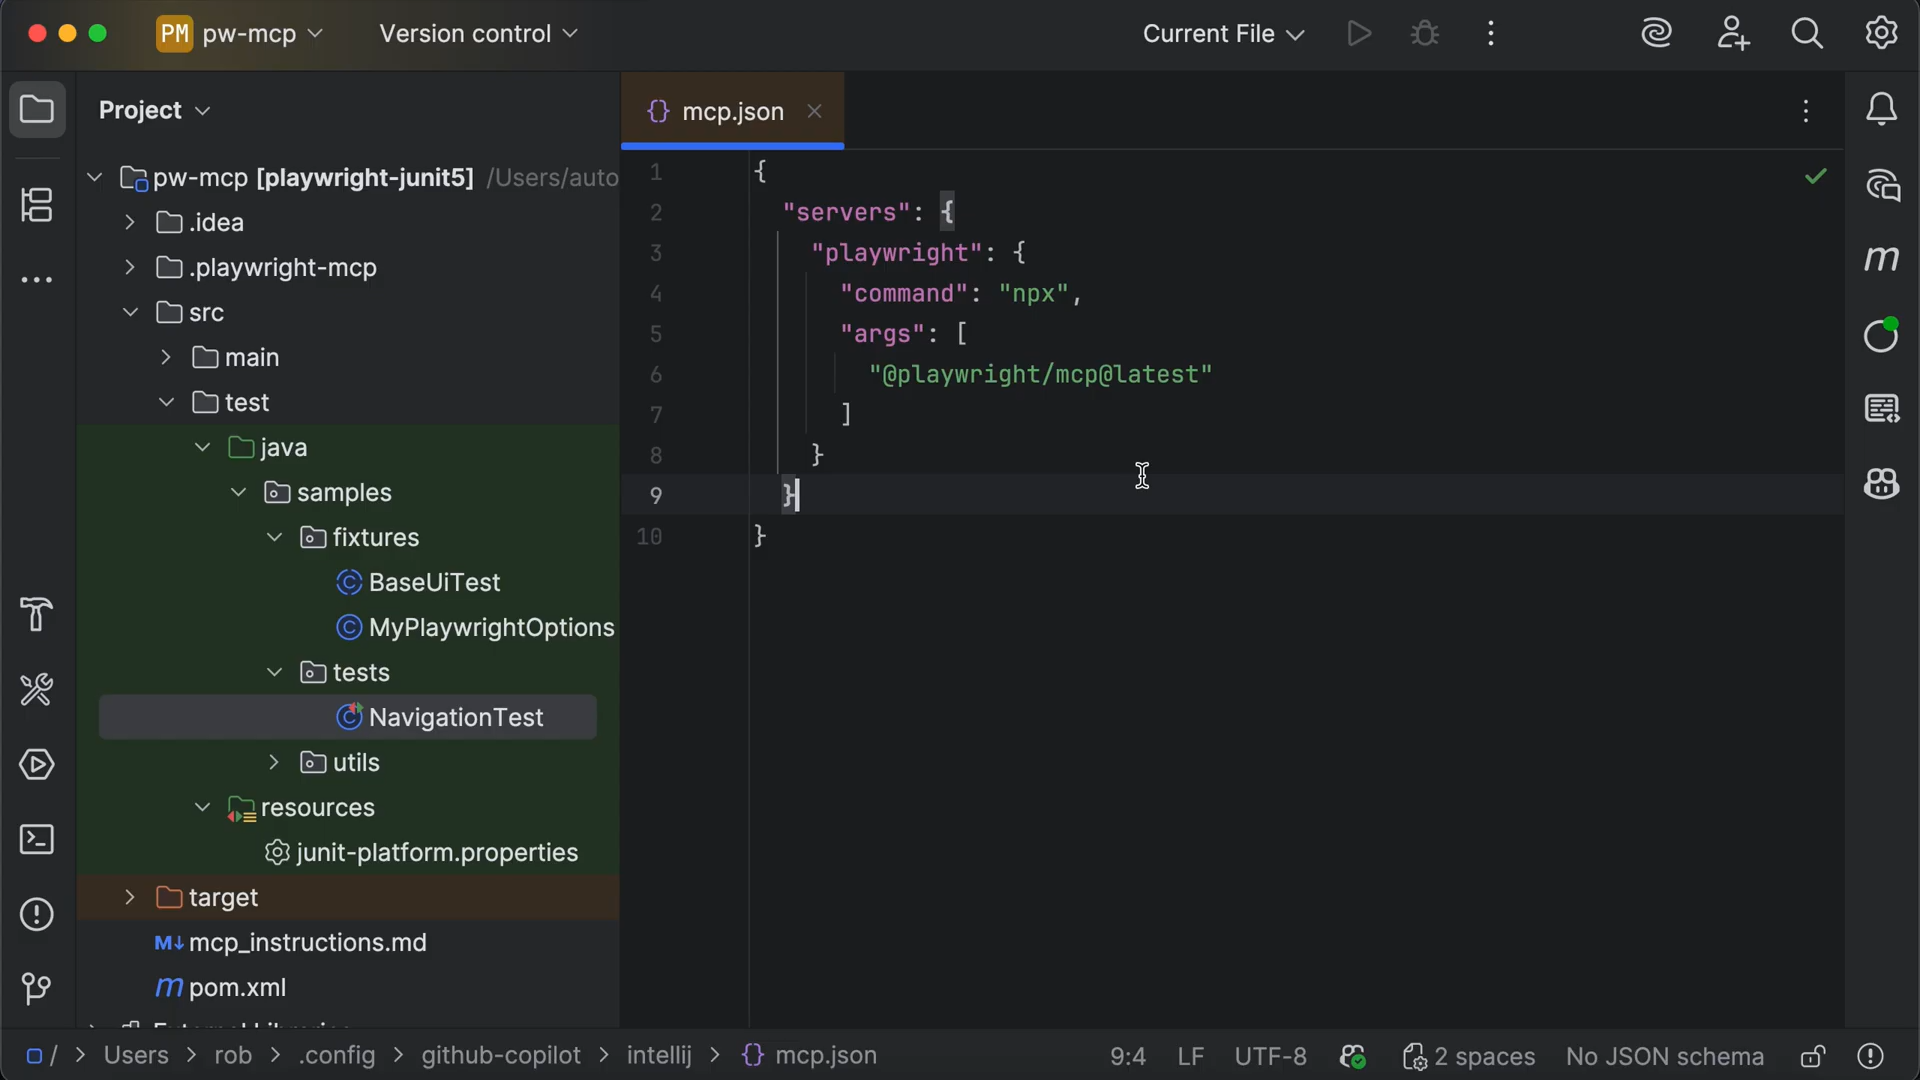 PM pw-mcp
Version control
Current File
Project
mcp.json
pw-mcp [playwright-junit5] /Users/auto
.idea
.playwright-mcp
src
main
test
java
samples
fixtures
BaseUiTest
MyPlaywrightOptions
tests
NavigationTest
utils
resources
junit-platform.properties
target
mcp_instructions.md
pom.xml
1 {
2 "servers": {
3 "playwright": {
4 "command": "npx",
5 "args": [
6 "@playwright/mcp@latest"
7 ]
8 }
9 }
10 }
/ > Users > rob > .config > github-copilot > intellij > {} mcp.json
9:4 LF UTF-8 2 spaces No JSON schema